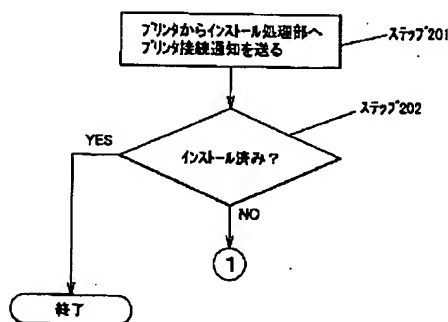 プリンタからインストール処理部へ
プリンタ接続通知を送る
ステップ201
ステップ202
YES
インストール済み？
NO
1
終了